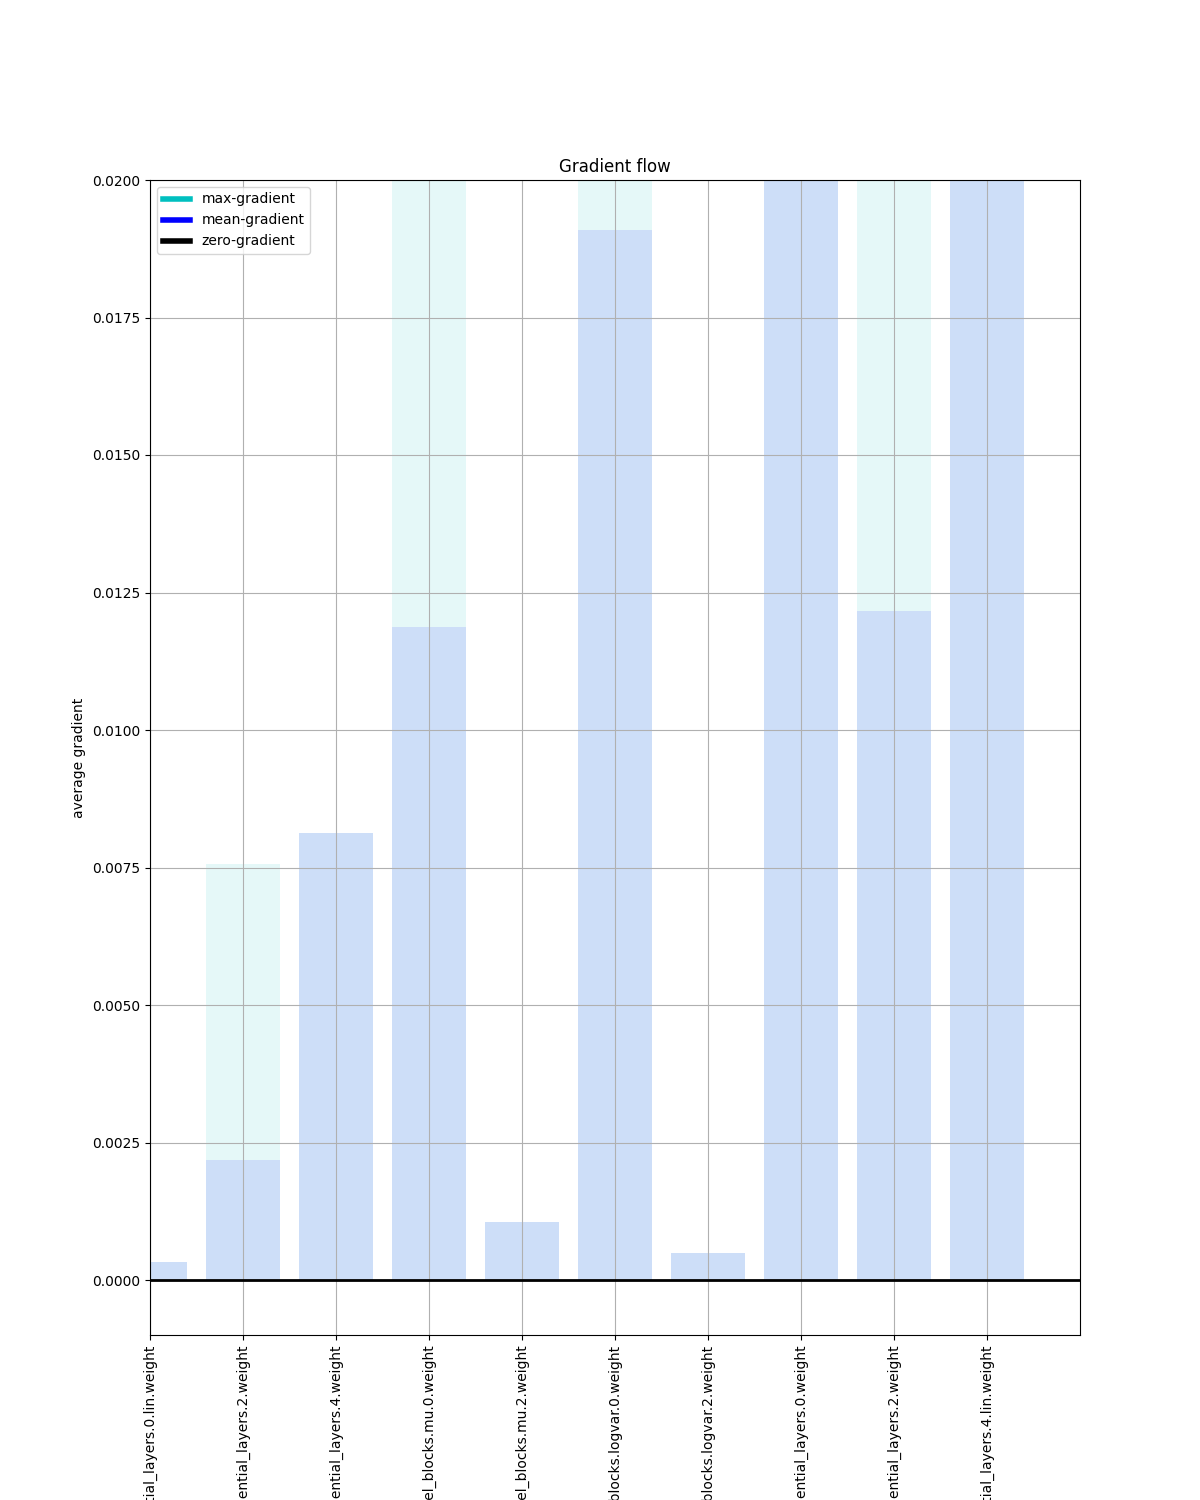 Gradient flow
max-gradient
mean-gradient
zero-gradient
0.0200
0.0175
0.0150
0.0125
0.0100
0.0075
0.0050
0.0025
0.0000
average gradient
tial_layers.0.lin.weight
ential_layers.2.weight
ential_layers.4.weight
el_blocks.mu.0.weight
el_blocks.mu.2.weight
blocks.logvar.0.weight
blocks.logvar.2.weight
ential_layers.0.weight
ential_layers.2.weight
tial_layers.4.lin.weight